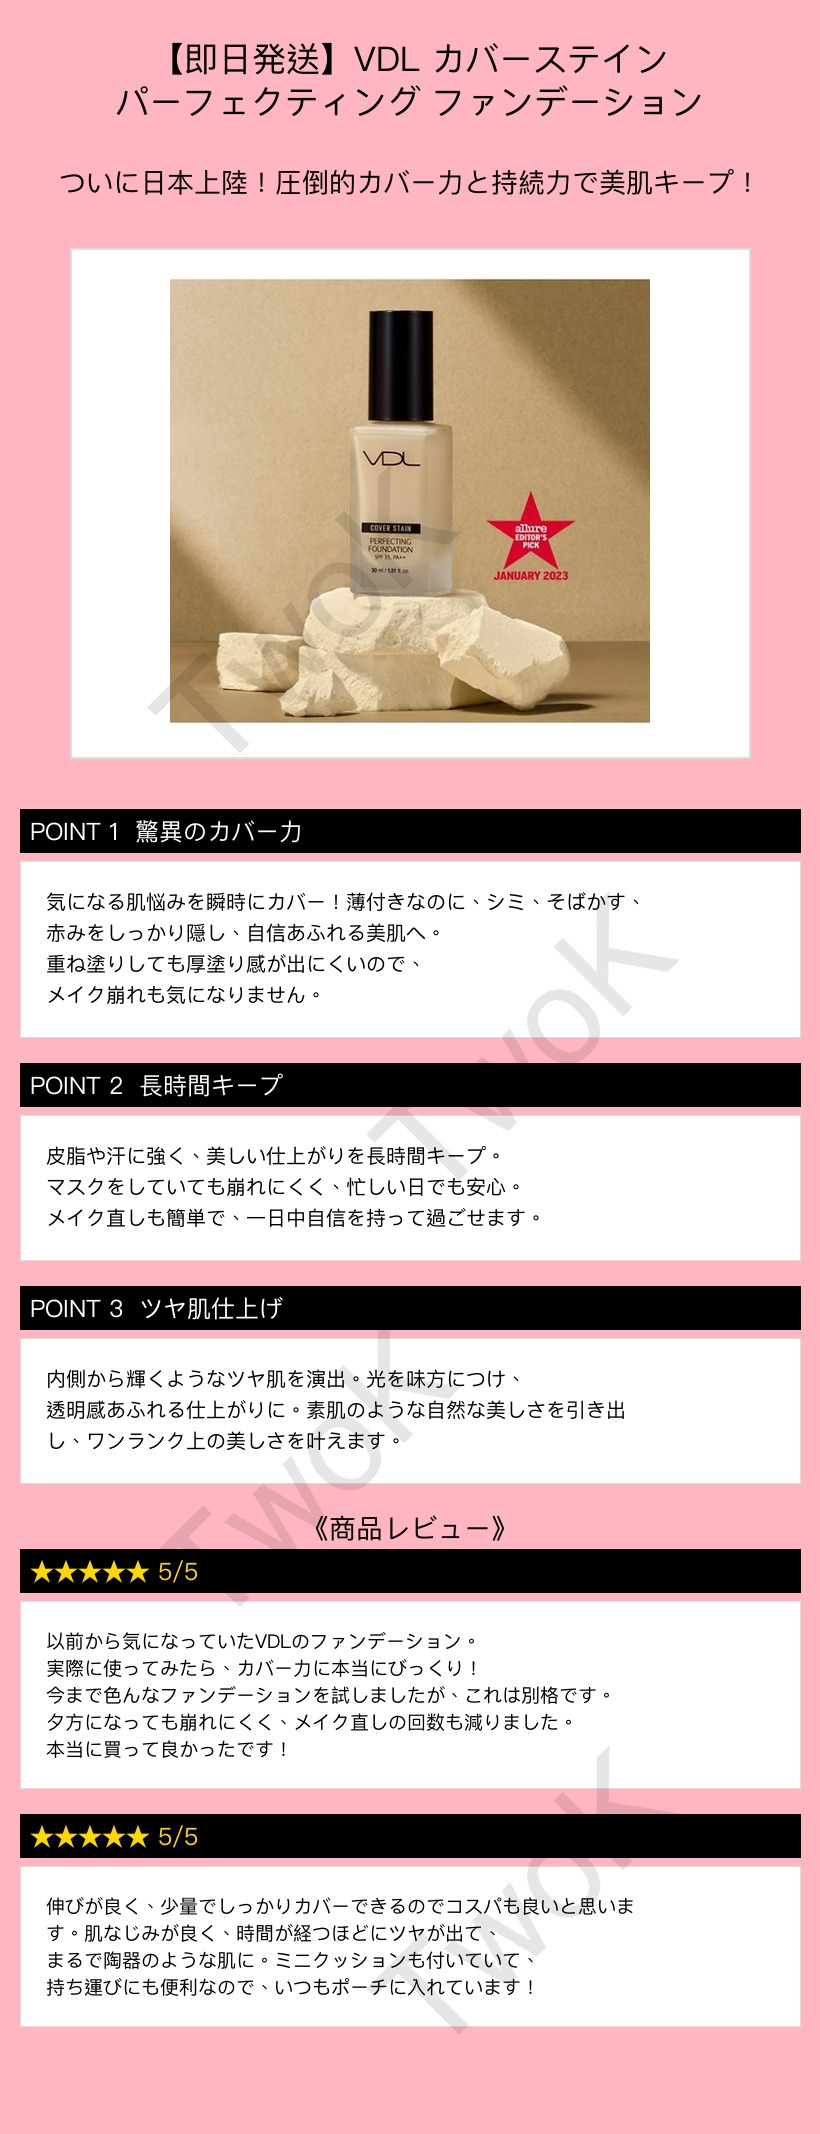 【即日発送】VDL カバーステイン
パーフェクティング ファンデーション
ついに日本上陸！圧倒的カバー力と持続力で美肌キープ！
VDL
COVER STAIN
PERFECTING
FOUNDATION
SPF 35, PA++
30 ml / 1.01 fl. oz.
allure
EDITOR'S
PICK
JANUARY 2023
TwoK
POINT 1 驚異のカバー力
気になる肌悩みを瞬時にカバー！薄付きなのに、シミ、そばかす、
赤みをしっかり隠し、自信あふれる美肌へ。
重ね塗りしても厚塗り感が出にくいので、
メイク崩れも気になりません。
TwoK
POINT 2 長時間キープ
皮脂や汗に強く、美しい仕上がりを長時間キープ。
マスクをしていても崩れにくく、忙しい日でも安心。
メイク直しも簡単で、一日中自信を持って過ごせます。
POINT 3 ツヤ肌仕上げ
内側から輝くようなツヤ肌を演出。光を味方につけ、
透明感あふれる仕上がりに。素肌のような自然な美しさを引き出
し、ワンランク上の美しさを叶えます。
TwoK
《商品レビュー》
★★★★★ 5/5
以前から気になっていたVDLのファンデーション。
実際に使ってみたら、カバー力に本当にびっくり！
今まで色んなファンデーションを試しましたが、これは別格です。
夕方になっても崩れにくく、メイク直しの回数も減りました。
本当に買って良かったです！
★★★★★ 5/5
伸びが良く、少量でしっかりカバーできるのでコスパも良いと思いま
す。肌なじみが良く、時間が経つほどにツヤが出て、
まるで陶器のような肌に。ミニクッションも付いていて、
持ち運びにも便利なので、いつもポーチに入れています！
TwoK